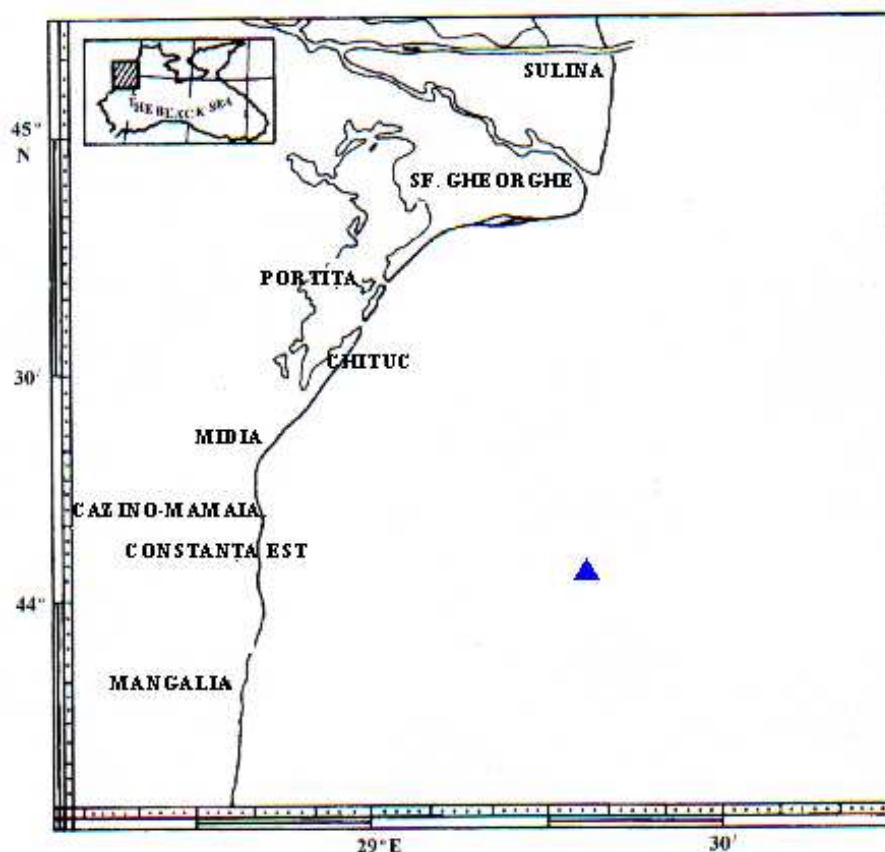 SULINA
THE BLACK SEA
45°
N
SF. GHEORGHE
PORTITA
CHITUC
30'
MIDIA
CAZINO-MAMAIA
CONSTANTA EST
44°
MANGALIA
29°E
30'